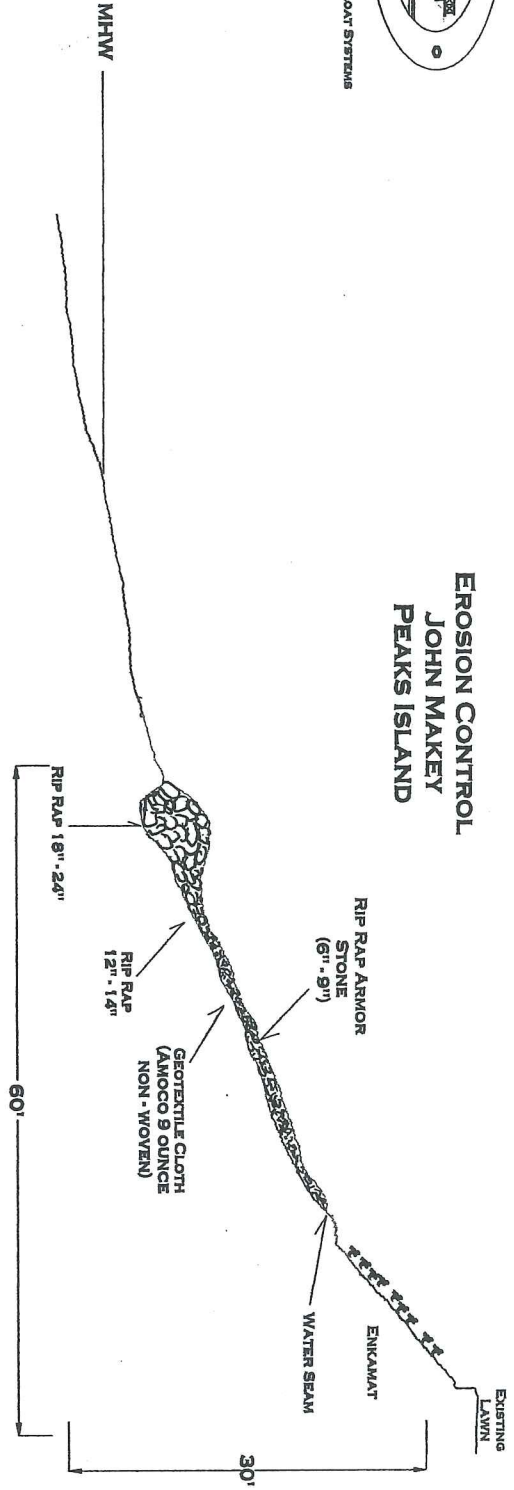 OAT SYSTEMS
MHW
EROSION CONTROL
JOHN MAKEY
PEAKS ISLAND
RIP RAP 18" - 24"
RIP RAP
12" - 14"
RIP RAP ARMOR
STONE
(6" - 9")
GEOTEXTILE CLOTH
(AMOCO 9 OUNCE
NON - WOVEN)
WATER SEAM
ENKAMAT
EXISTING
LAWN
60'
30'